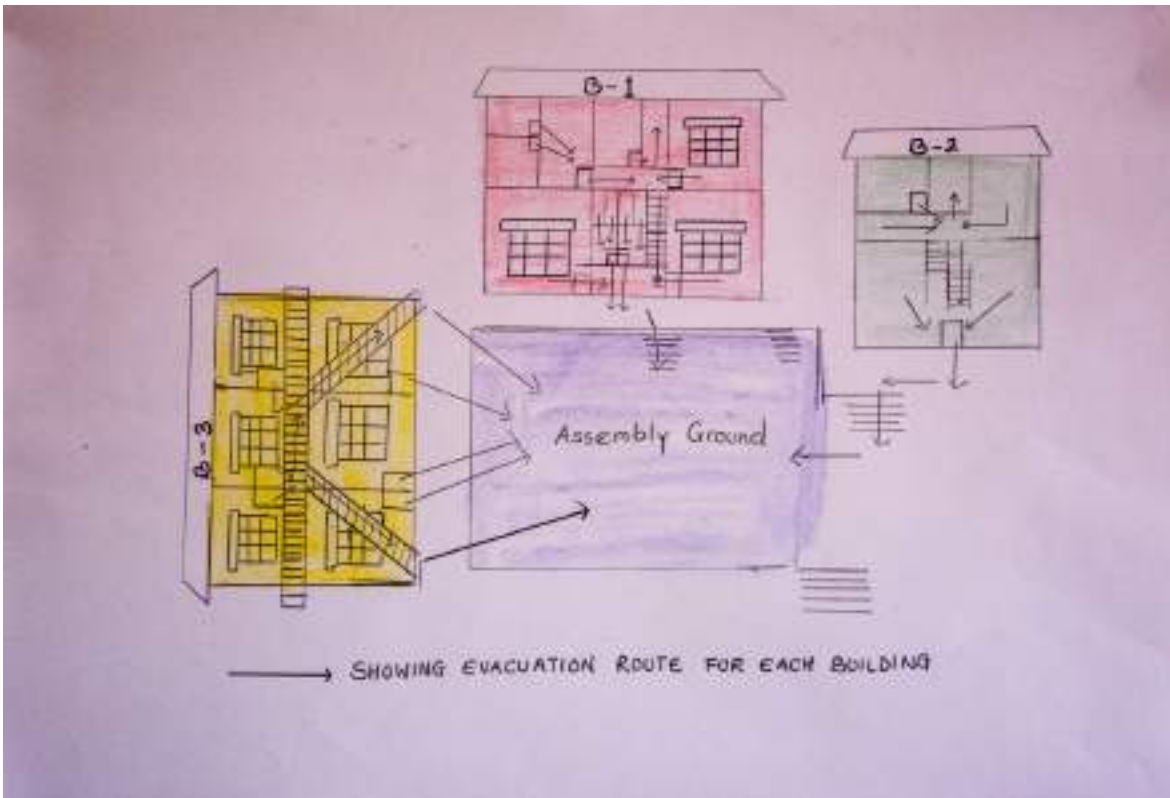 B-1
B-2
B-3
Assembly Ground
SHOWING EVACUATION ROUTE FOR EACH BUILDING